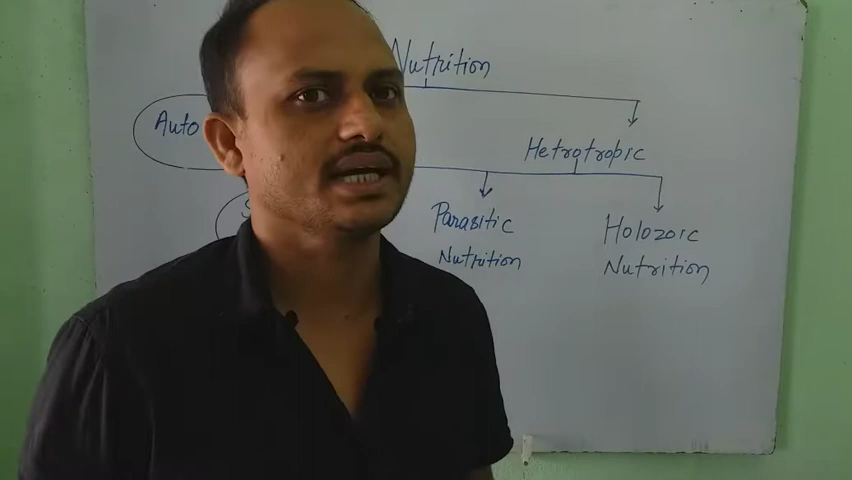 Nutrition
Auto
Hetrotropic
Parasitic
Nutrition
Holozoic
Nutrition